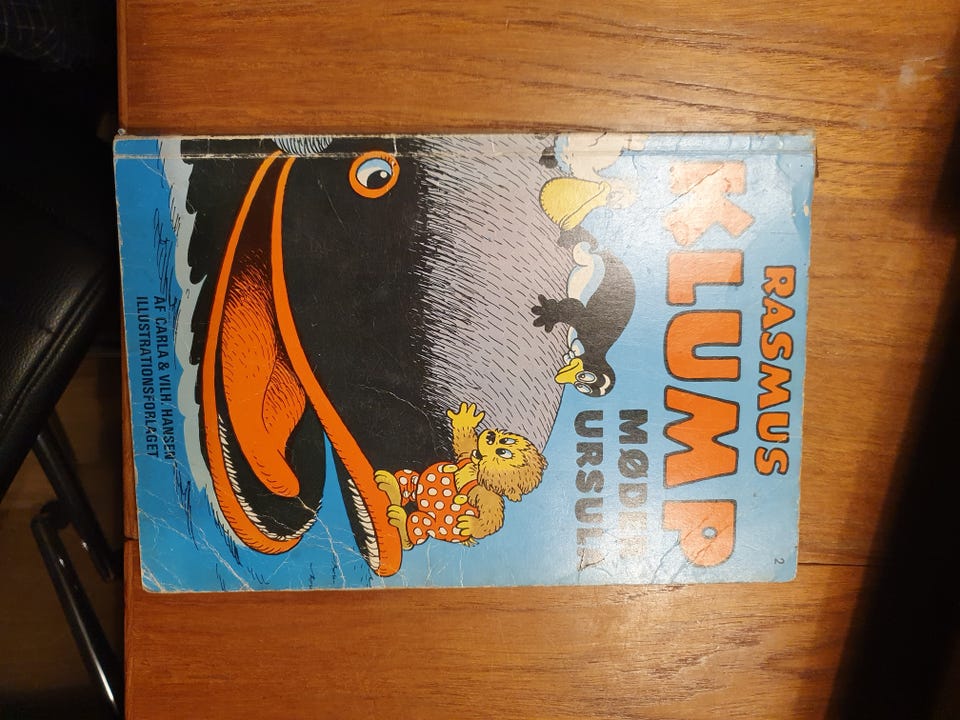 2
RASMUS
KLUMP
MØDER
URSULA
AF CARLA & VILH. HANSEN
ILLUSTRATIONSFORLAGET